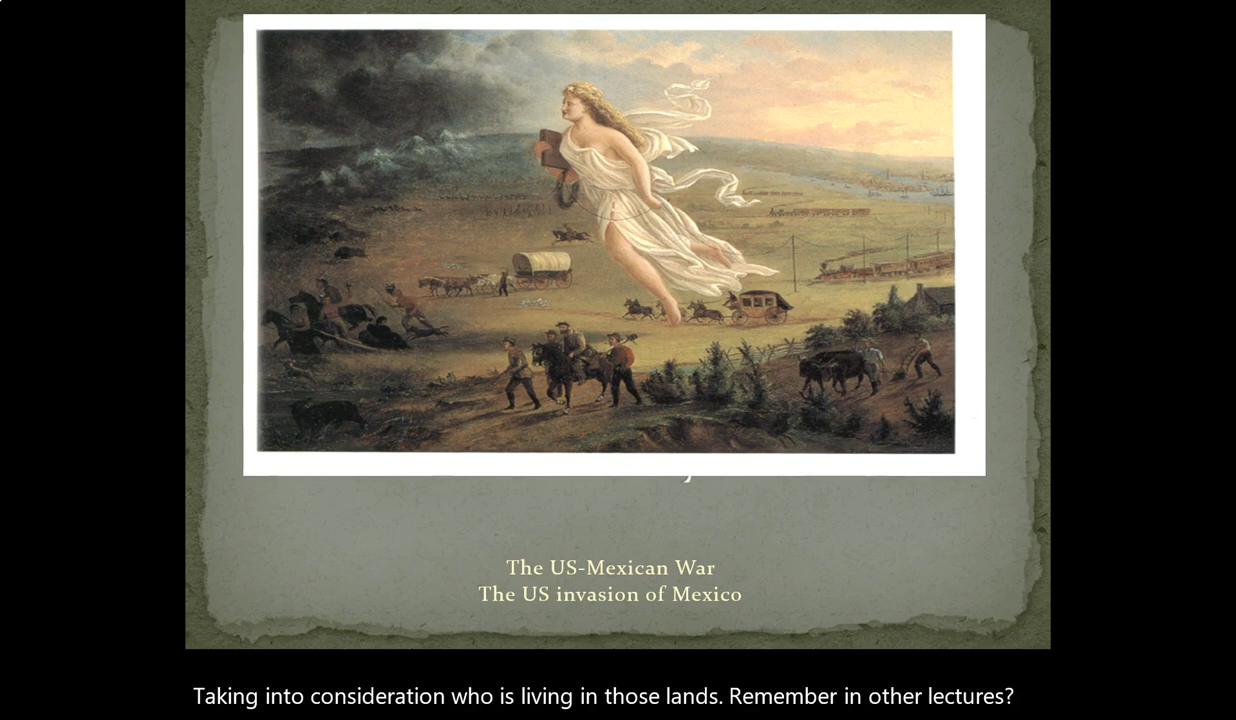 The US-Mexican War
The US invasion of Mexico
Taking into consideration who is living in those lands. Remember in other lectures?